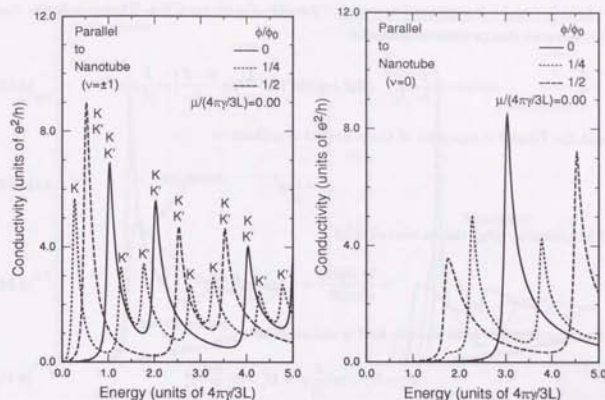 12.0
Parallel φ/φ0
to 0
Nanotube 1/4
(ν=±1) 1/2
μ/(4πγ/3L)=0.00
9.0
6.0
3.0
0.0
Conductivity (units of e²/h)
K
K
K'
K
K'
K'
K'
K
K'
K
K'
K'
K'
K
K'
K
K'
K'
K'
0.0 1.0 2.0 3.0 4.0 5.0
Energy (units of 4πγ/3L)
12.0
Parallel φ/φ0
to 0
Nanotube 1/4
(ν=0) 1/2
μ/(4πγ/3L)=0.00
8.0
4.0
0.0
Conductivity (units of e²/h)
0.0 1.0 2.0 3.0 4.0 5.0
Energy (units of 4πγ/3L)